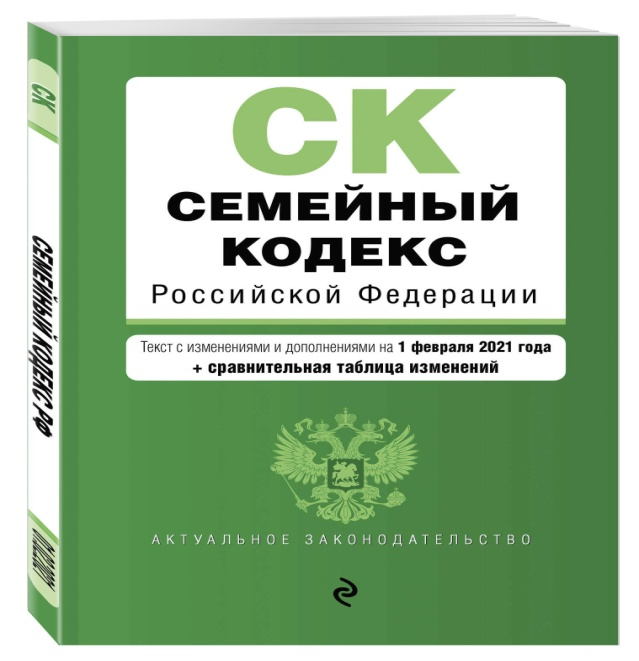 СК
СЕМЕЙНЫЙ
КОДЕКС
Российской Федерации
Текст с изменениями и дополнениями на 1 февраля 2021 года
+ сравнительная таблица изменений
АКТУАЛЬНОЕ ЗАКОНОДАТЕЛЬСТВО
СК
СЕМЕЙНЫЙ КОДЕКС РФ